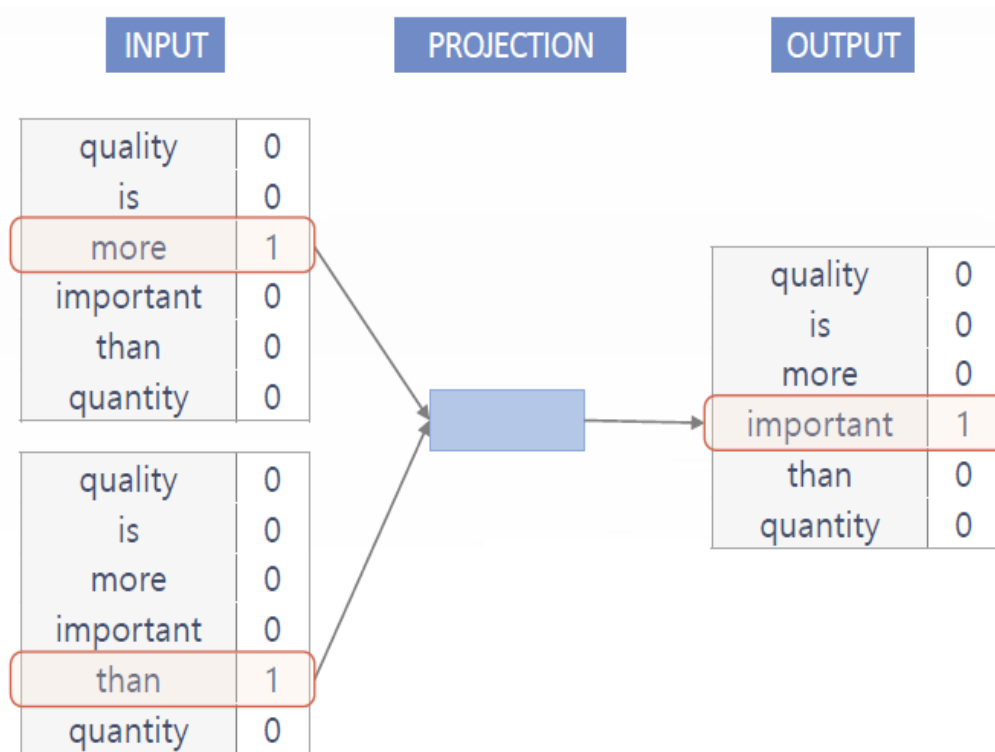 INPUT PROJECTION OUTPUT
quality 0
is 0
more 1
important 0
than 0
quantity 0
quality 0
is 0
more 0
important 0
than 1
quantity 0
quality 0
is 0
more 0
important 1
than 0
quantity 0